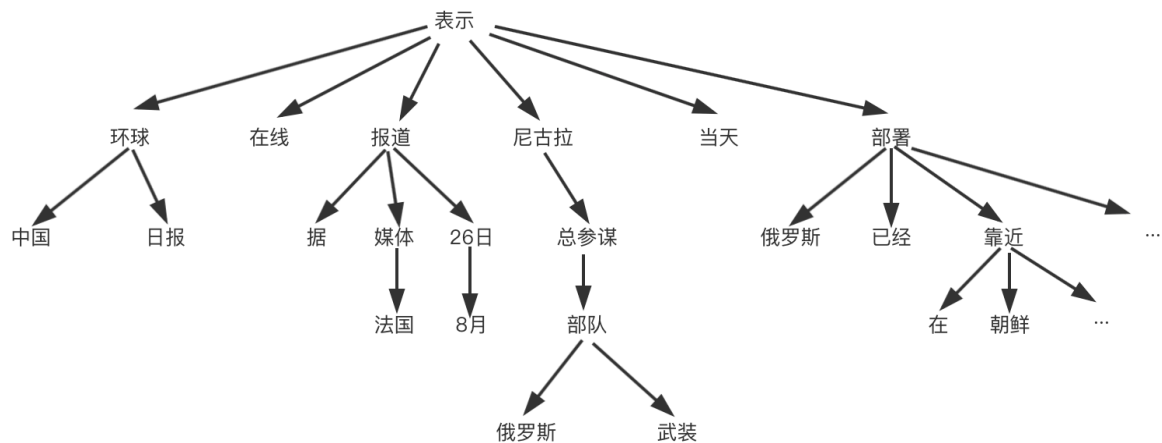 表示
环球 在线 报道 尼古拉 当天 部署
中国 日报 据 媒体 26日 总参谋 俄罗斯 已经 靠近 ...
法国 8月 部队 在 朝鲜 ...
俄罗斯 武装